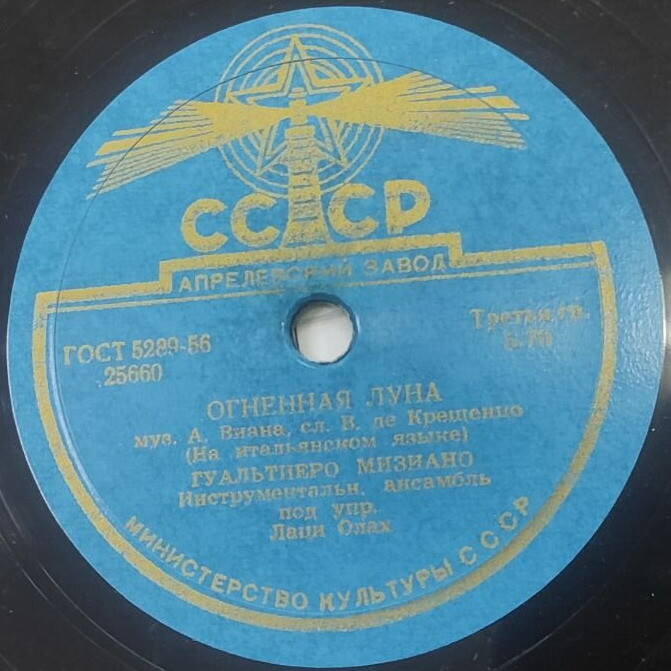 СССР
АПРЕЛЕВСКИЙ ЗАВОД
ГОСТ 5289-56
25660
Третья гр.
ОГНЕННАЯ ЛУНА
муз. А. Виана, сл. В. де Крещенцо
(На итальянском языке)
ГУАЛЬТИЕРО МИЗИАНО
Инструментальн. ансамбль
под упр.
Лаци Олах
МИНИСТЕРСТВО КУЛЬТУРЫ СССР